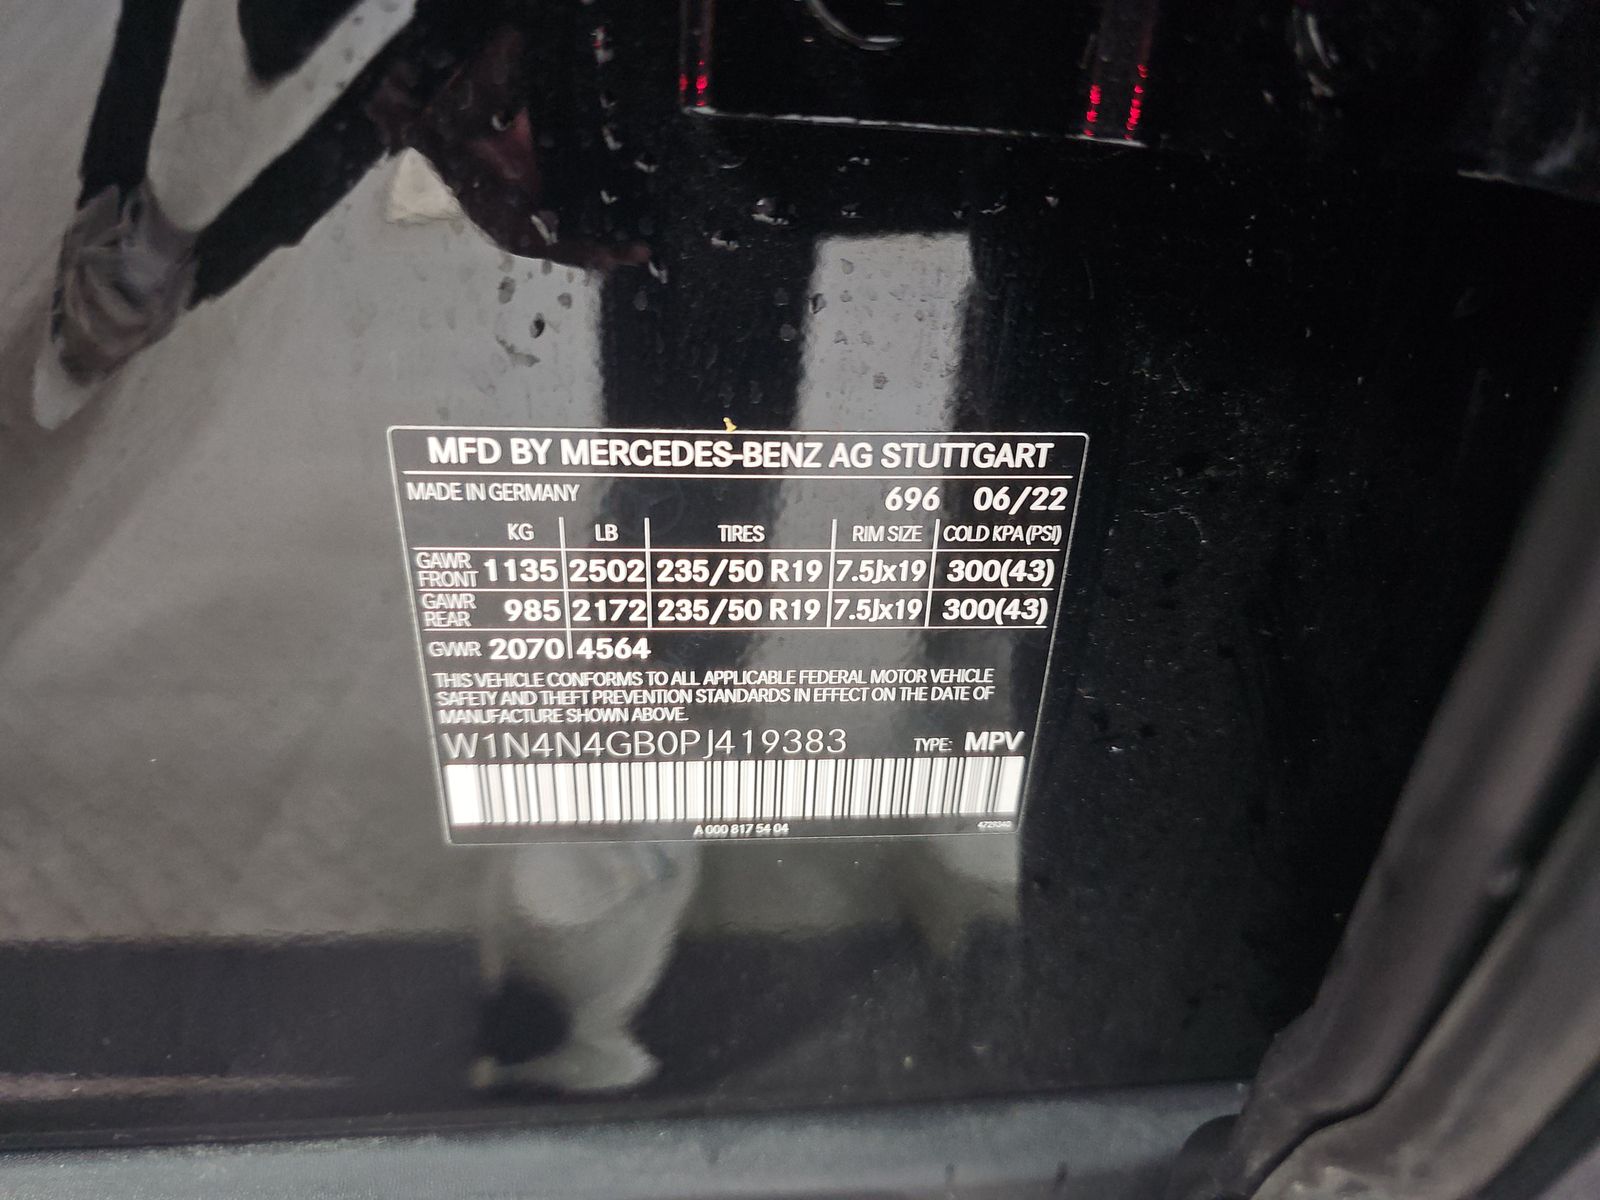 MFD BY MERCEDES-BENZ AG STUTTGART
MADE IN GERMANY 696 06/22
KG LB TIRES RIM SIZE COLD KPA (PSI)
GAWR FRONT 1135 2502 235/50 R19 7.5Jx19 300(43)
GAWR REAR 985 2172 235/50 R19 7.5Jx19 300(43)
GVWR 2070 4564
THIS VEHICLE CONFORMS TO ALL APPLICABLE FEDERAL MOTOR VEHICLE
SAFETY AND THEFT PREVENTION STANDARDS IN EFFECT ON THE DATE OF
MANUFACTURE SHOWN ABOVE.
W1N4N4GB0PJ419383 TYPE: MPV
A 000 817 54 04